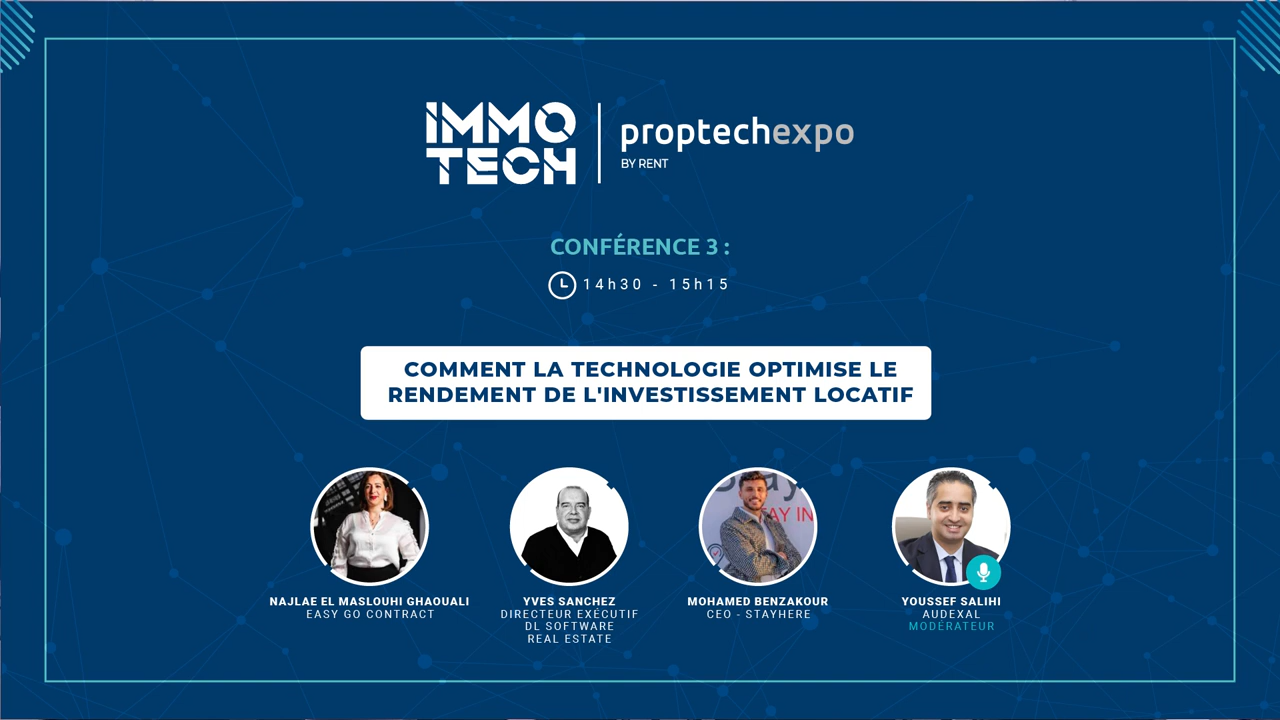 IMMO
TECH
proptechexpo
BY RENT
CONFÉRENCE 3 :
14h30 - 15h15
COMMENT LA TECHNOLOGIE OPTIMISE LE
RENDEMENT DE L'INVESTISSEMENT LOCATIF
NAJLAE EL MASLOUHI GHAOUALI
EASY GO CONTRACT
YVES SANCHEZ
DIRECTEUR EXÉCUTIF
DL SOFTWARE
REAL ESTATE
AY IN
MOHAMED BENZAKOUR
CEO - STAYHERE
YOUSSEF SALIHI
AUDEXAL
MODÉRATEUR